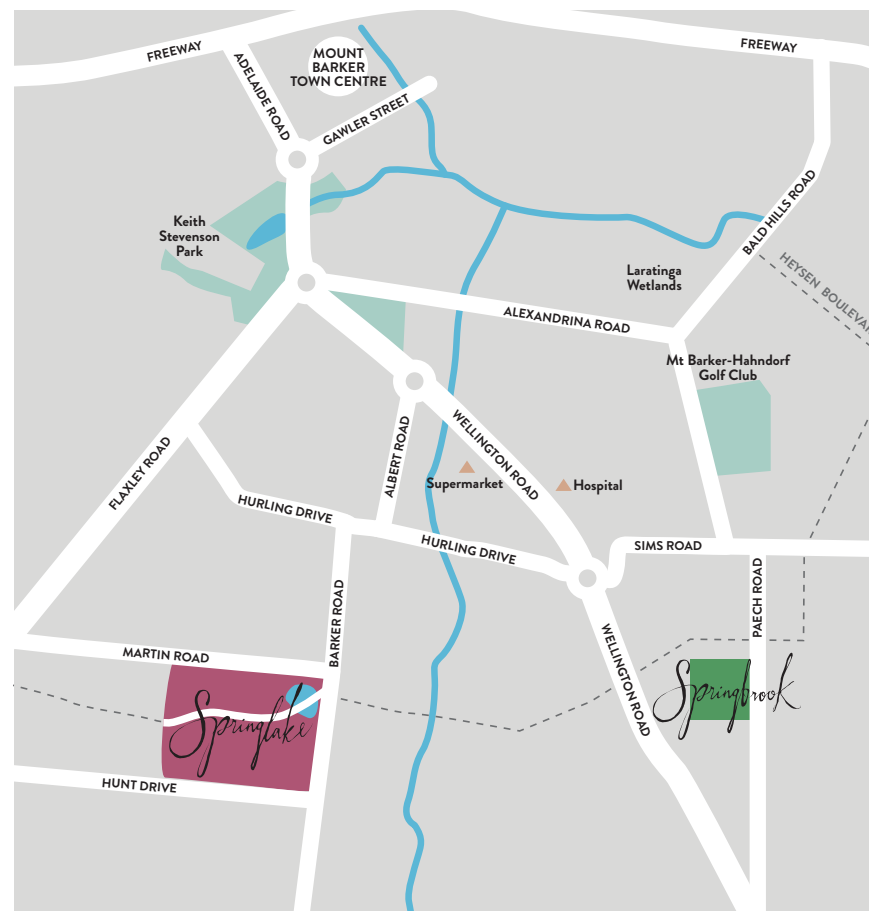 FREEWAY
ADELAIDE ROAD
MOUNT
BARKER
TOWN CENTRE
GAWLER STREET
FREEWAY
BALD HILLS ROAD
Keith
Stevenson
Park
Laratinga
Wetlands
HEYSEN BOULEVAR
ALEXANDRINA ROAD
Mt Barker-Hahndorf
Golf Club
FLAXLEY ROAD
ALBERT ROAD
WELLINGTON ROAD
Supermarket
Hospital
HURLING DRIVE
HURLING DRIVE
SIMS ROAD
PAECH ROAD
BARKER ROAD
MARTIN ROAD
WELLINGTON ROAD
Springbrook
Springlake
HUNT DRIVE